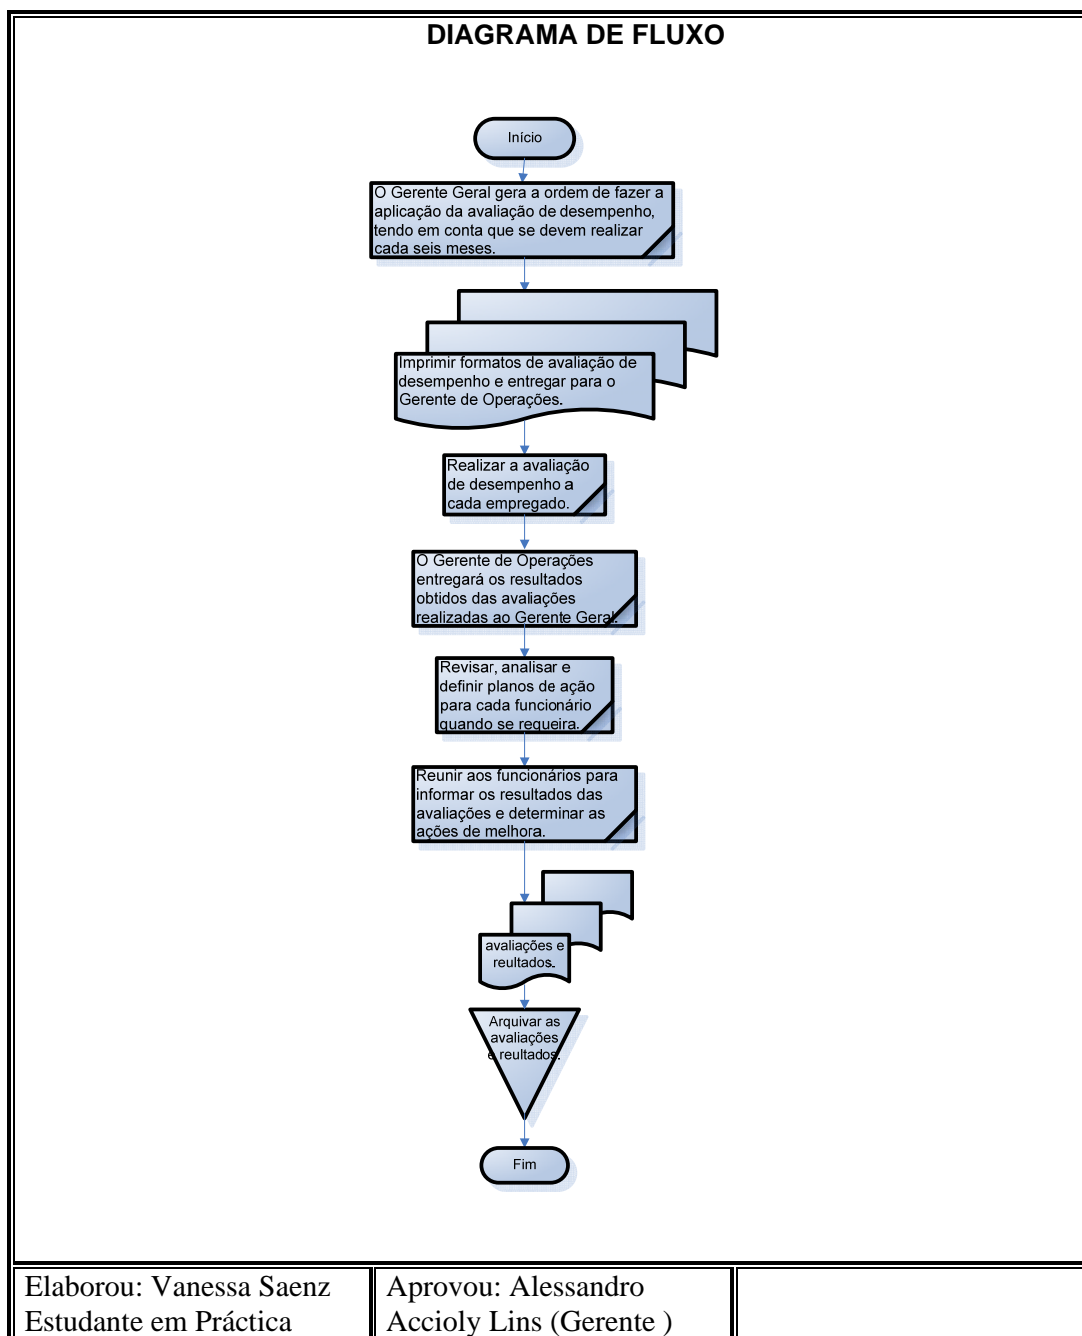 DIAGRAMA DE FLUXO
Início
O Gerente Geral gera a ordem de fazer a
aplicação da avaliação de desempenho,
tendo em conta que se devem realizar
cada seis meses.
Imprimir formatos de avaliação de
desempenho e entregar para o
Gerente de Operações.
Realizar a avaliação
de desempenho a
cada empregado.
O Gerente de Operações
entregará os resultados
obtidos das avaliações
realizadas ao Gerente Geral.
Revisar, analisar e
definir planos de ação
para cada funcionário
quando se requeira.
Reunir aos funcionários para
informar os resultados das
avaliações e determinar as
ações de melhora.
avaliações e
reultados.
Arquivar as
avaliações
e reultados.
Fim
Elaborou: Vanessa Saenz
Estudante em Práctica
Aprovou: Alessandro
Accioly Lins (Gerente )